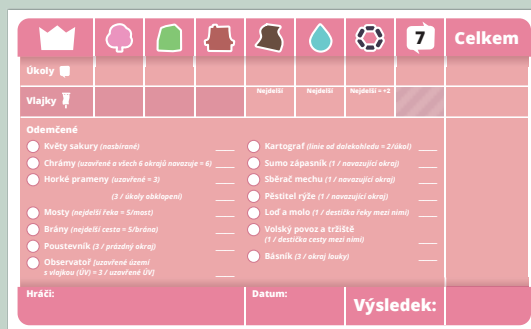 7 Celkem
Úkoly
Vlajky Nejdelší Nejdelší Nejdelší = +2
Odemčené
Květy sakury (nasbírané)
Chrámy (uzavřené a všech 6 okrajů navazuje = 6)
Horké prameny (uzavřené = 3)
(3 / úkoly obklopení)
Mosty (nejdelší řeka = 5/most)
Brány (nejdelší cesta = 5/brána)
Poustevník (3 / prázdný okraj)
Observatoř [uzavřené území
s vlajkou (ÚV) = 3 / uzavřené ÚV]
Kartograf (linie od dalekohledu = 2/úkol)
Sumo zápasník (1 / navazující okraj)
Sběrač mechu (1 / navazující okraj)
Pěstitel rýže (1 / navazující okraj)
Loď a molo (1 / destička řeky mezi nimi)
Volský povoz a tržiště
(1 / destička cesty mezi nimi)
Básník (3 / okraj louky)
Hráči: Datum: Výsledek: